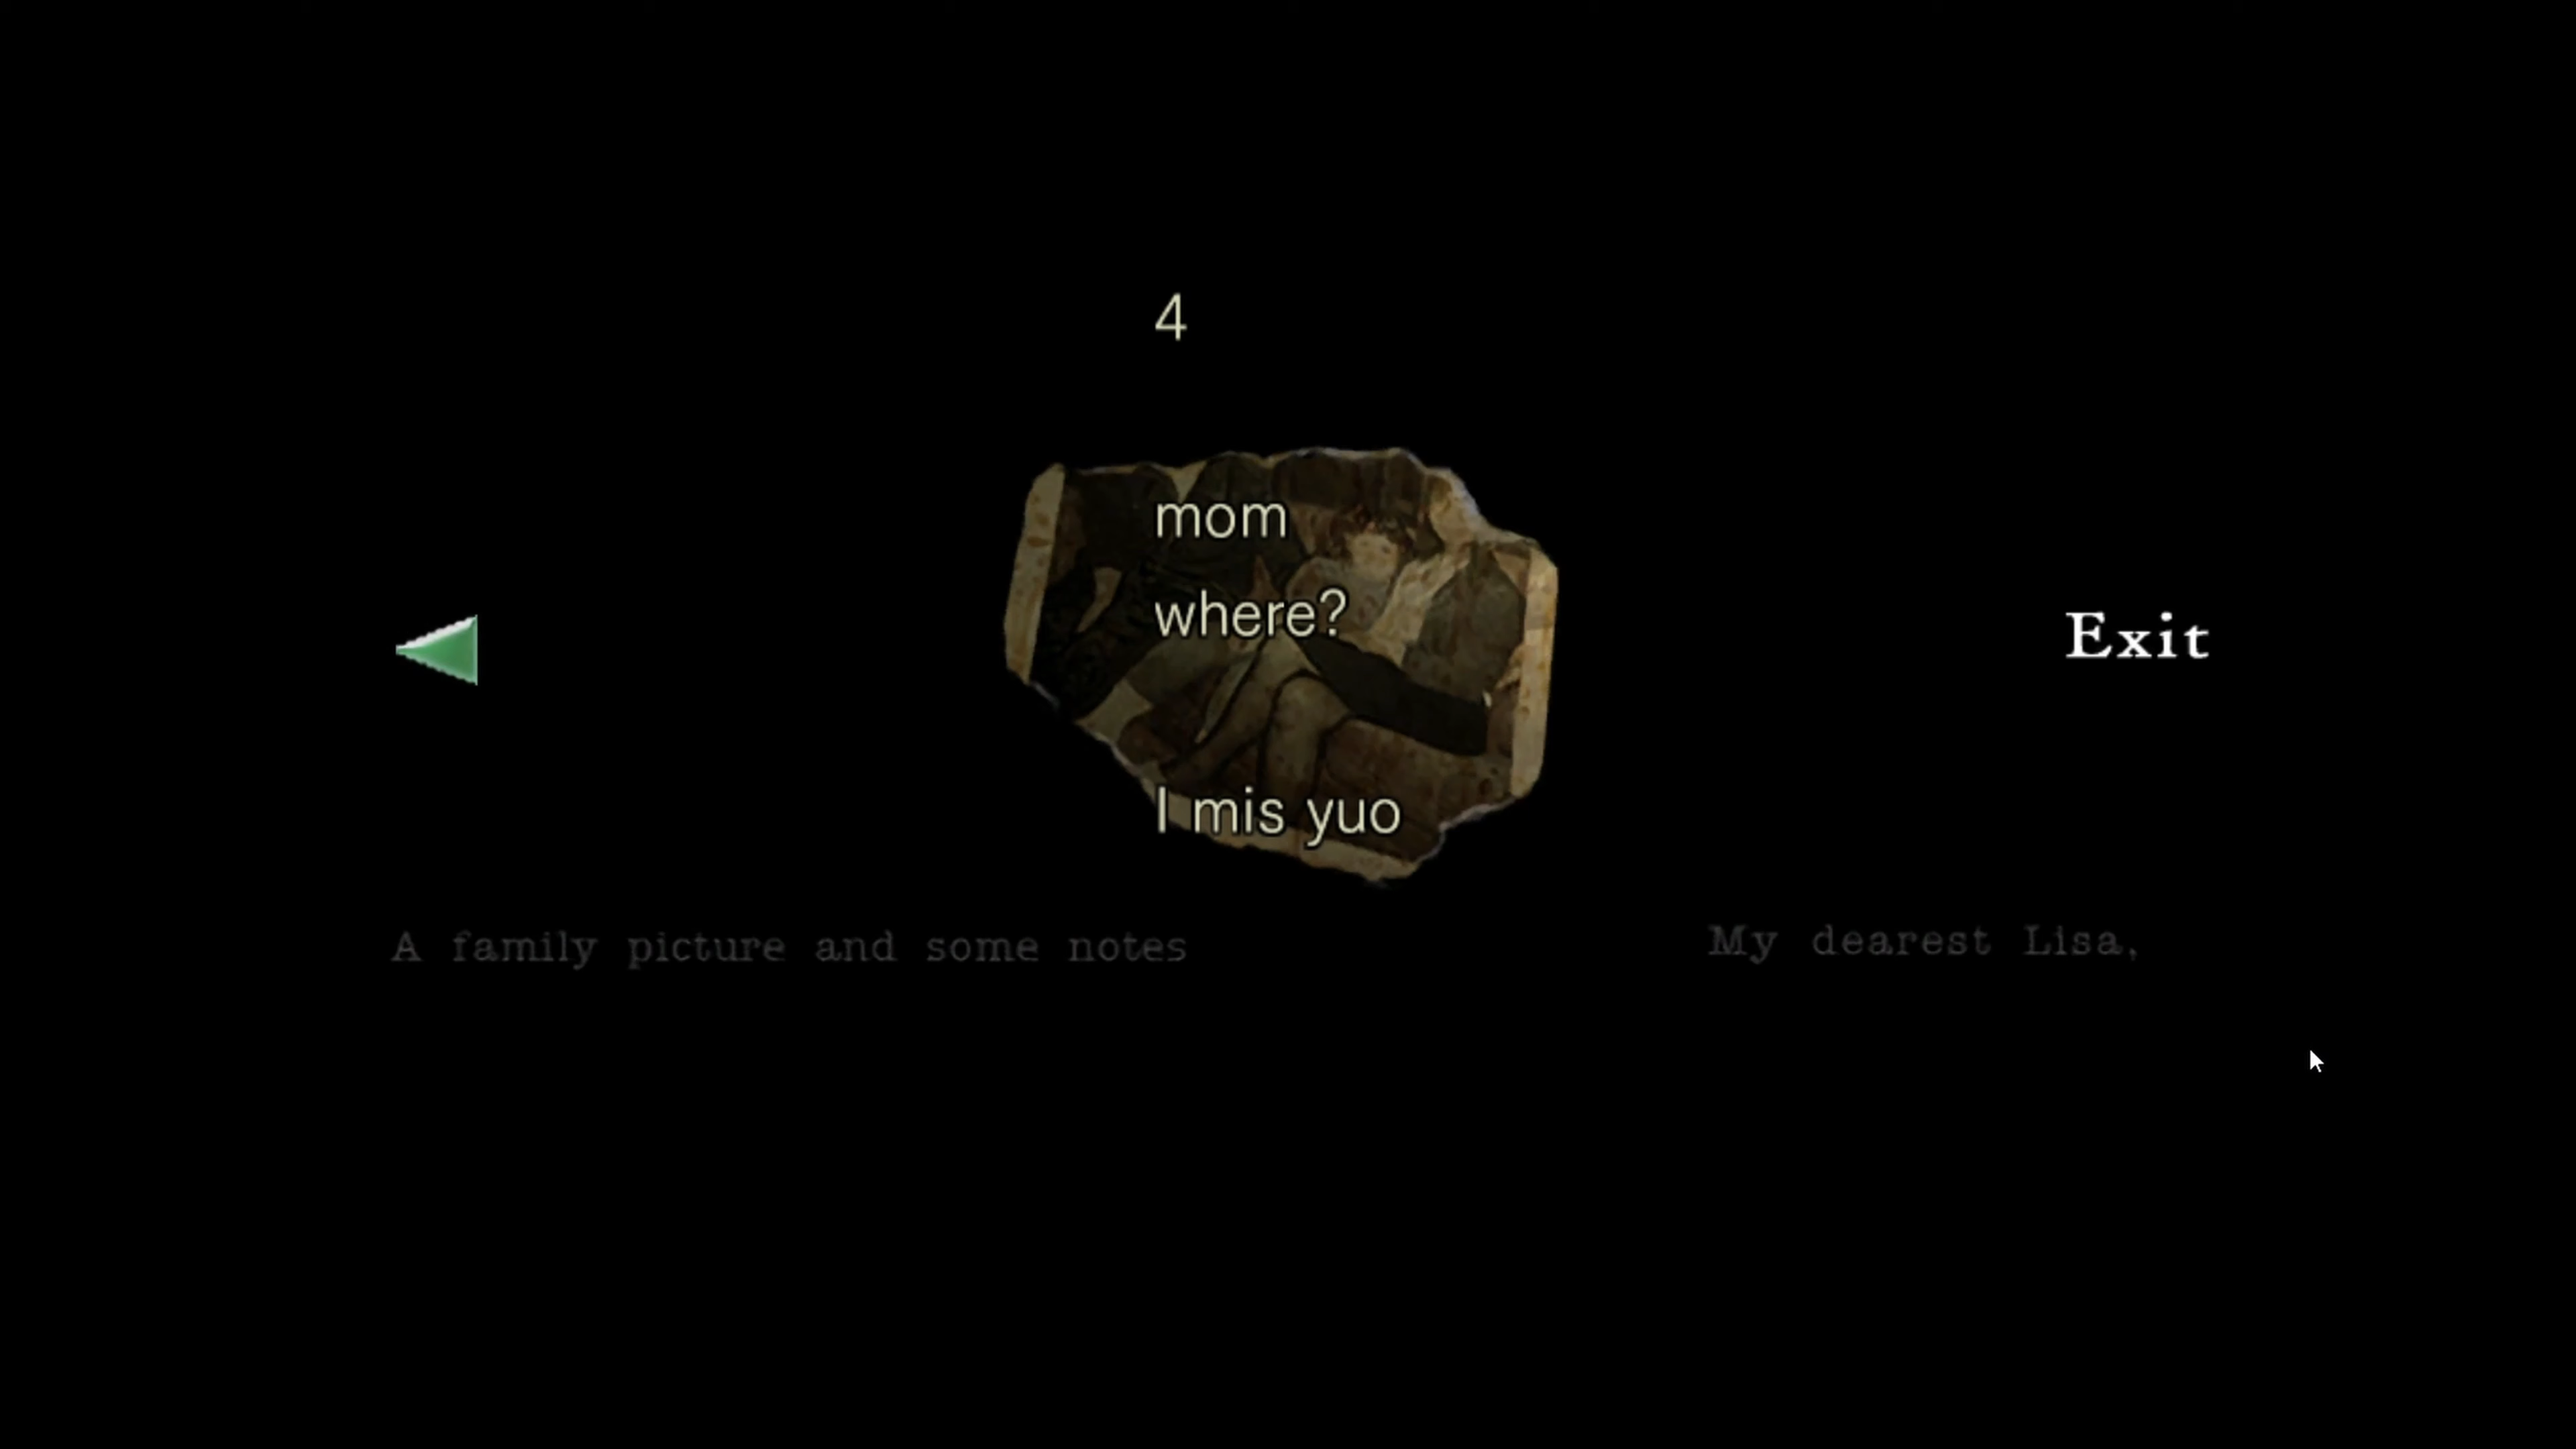 4
mom
where?
I mis yuo
Exit
A family picture and some notes
My dearest Lisa,